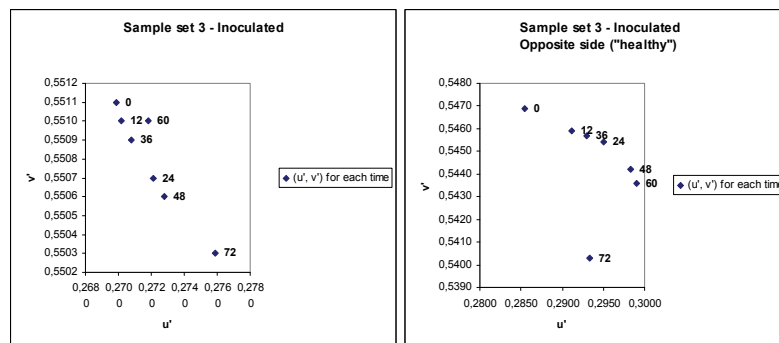 Sample set 3 - Inoculated
0,5512
0,5511
0,5510
0,5509
0,5508
0,5507
0,5506
0,5505
0,5504
0,5503
0,5502
v'
0
12
60
36
24
48
72
(u', v') for each time
0,268 0,270 0,272 0,274 0,276 0,278
0 0 0 0 0 0
u'
Sample set 3 - Inoculated
Opposite side ("healthy")
0,5480
0,5470
0,5460
0,5450
0,5440
0,5430
0,5420
0,5410
0,5400
0,5390
v'
0
12
36
24
48
60
72
(u', v') for each time
0,2800 0,2850 0,2900 0,2950 0,3000
u'